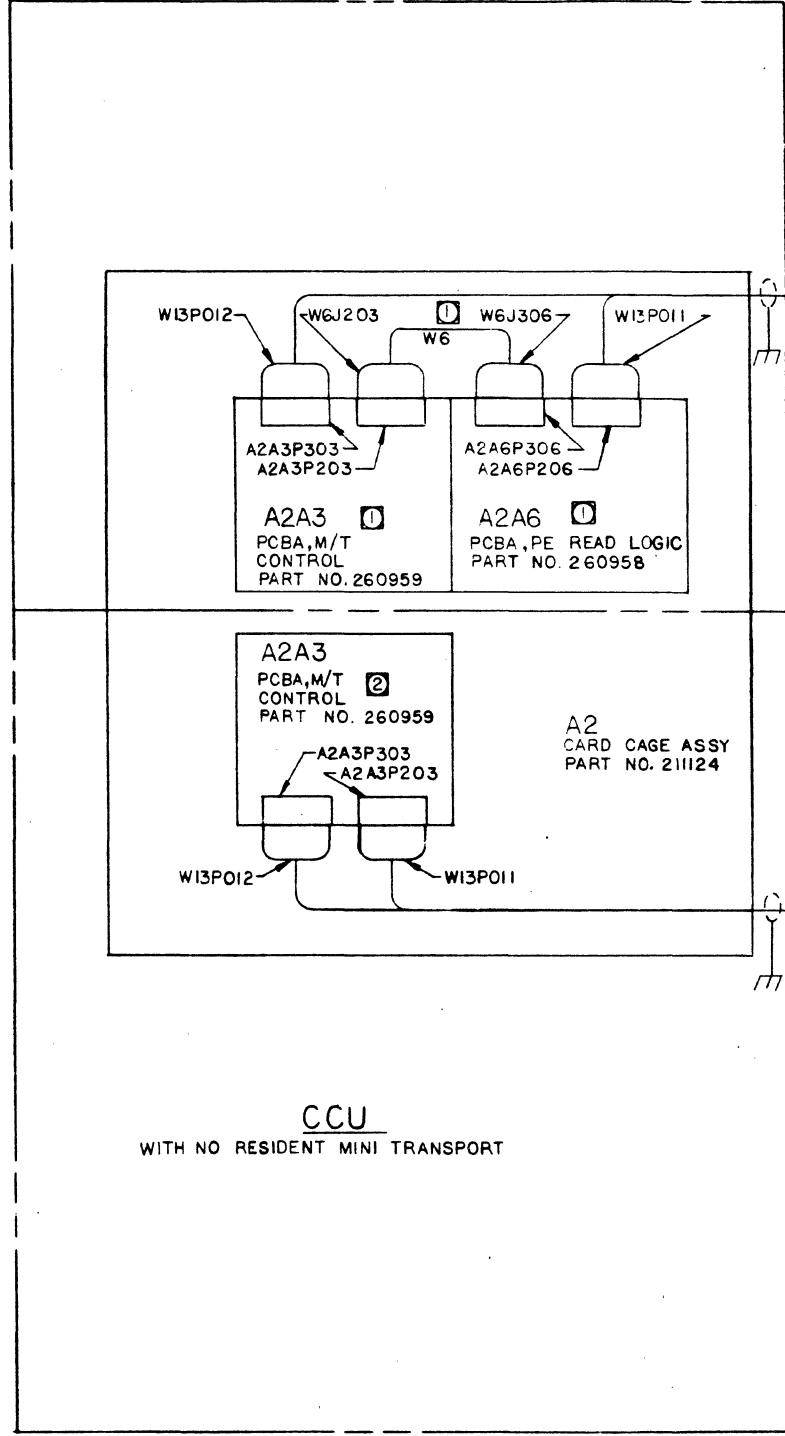 W13P012
W6J203
1
W6
W6J306
W13P011
A2A3P303
A2A3P203
A2A6P306
A2A6P206
A2A3 1
PCBA,M/T
CONTROL
PART NO. 260959
A2A6 1
PCBA,PE READ LOGIC
PART NO. 260958
A2A3
PCBA,M/T 2
CONTROL
PART NO. 260959
A2A3P303
A2A3P203
W13P012
W13P011
A2
CARD CAGE ASSY
PART NO. 211124
CCU
WITH NO RESIDENT MINI TRANSPORT